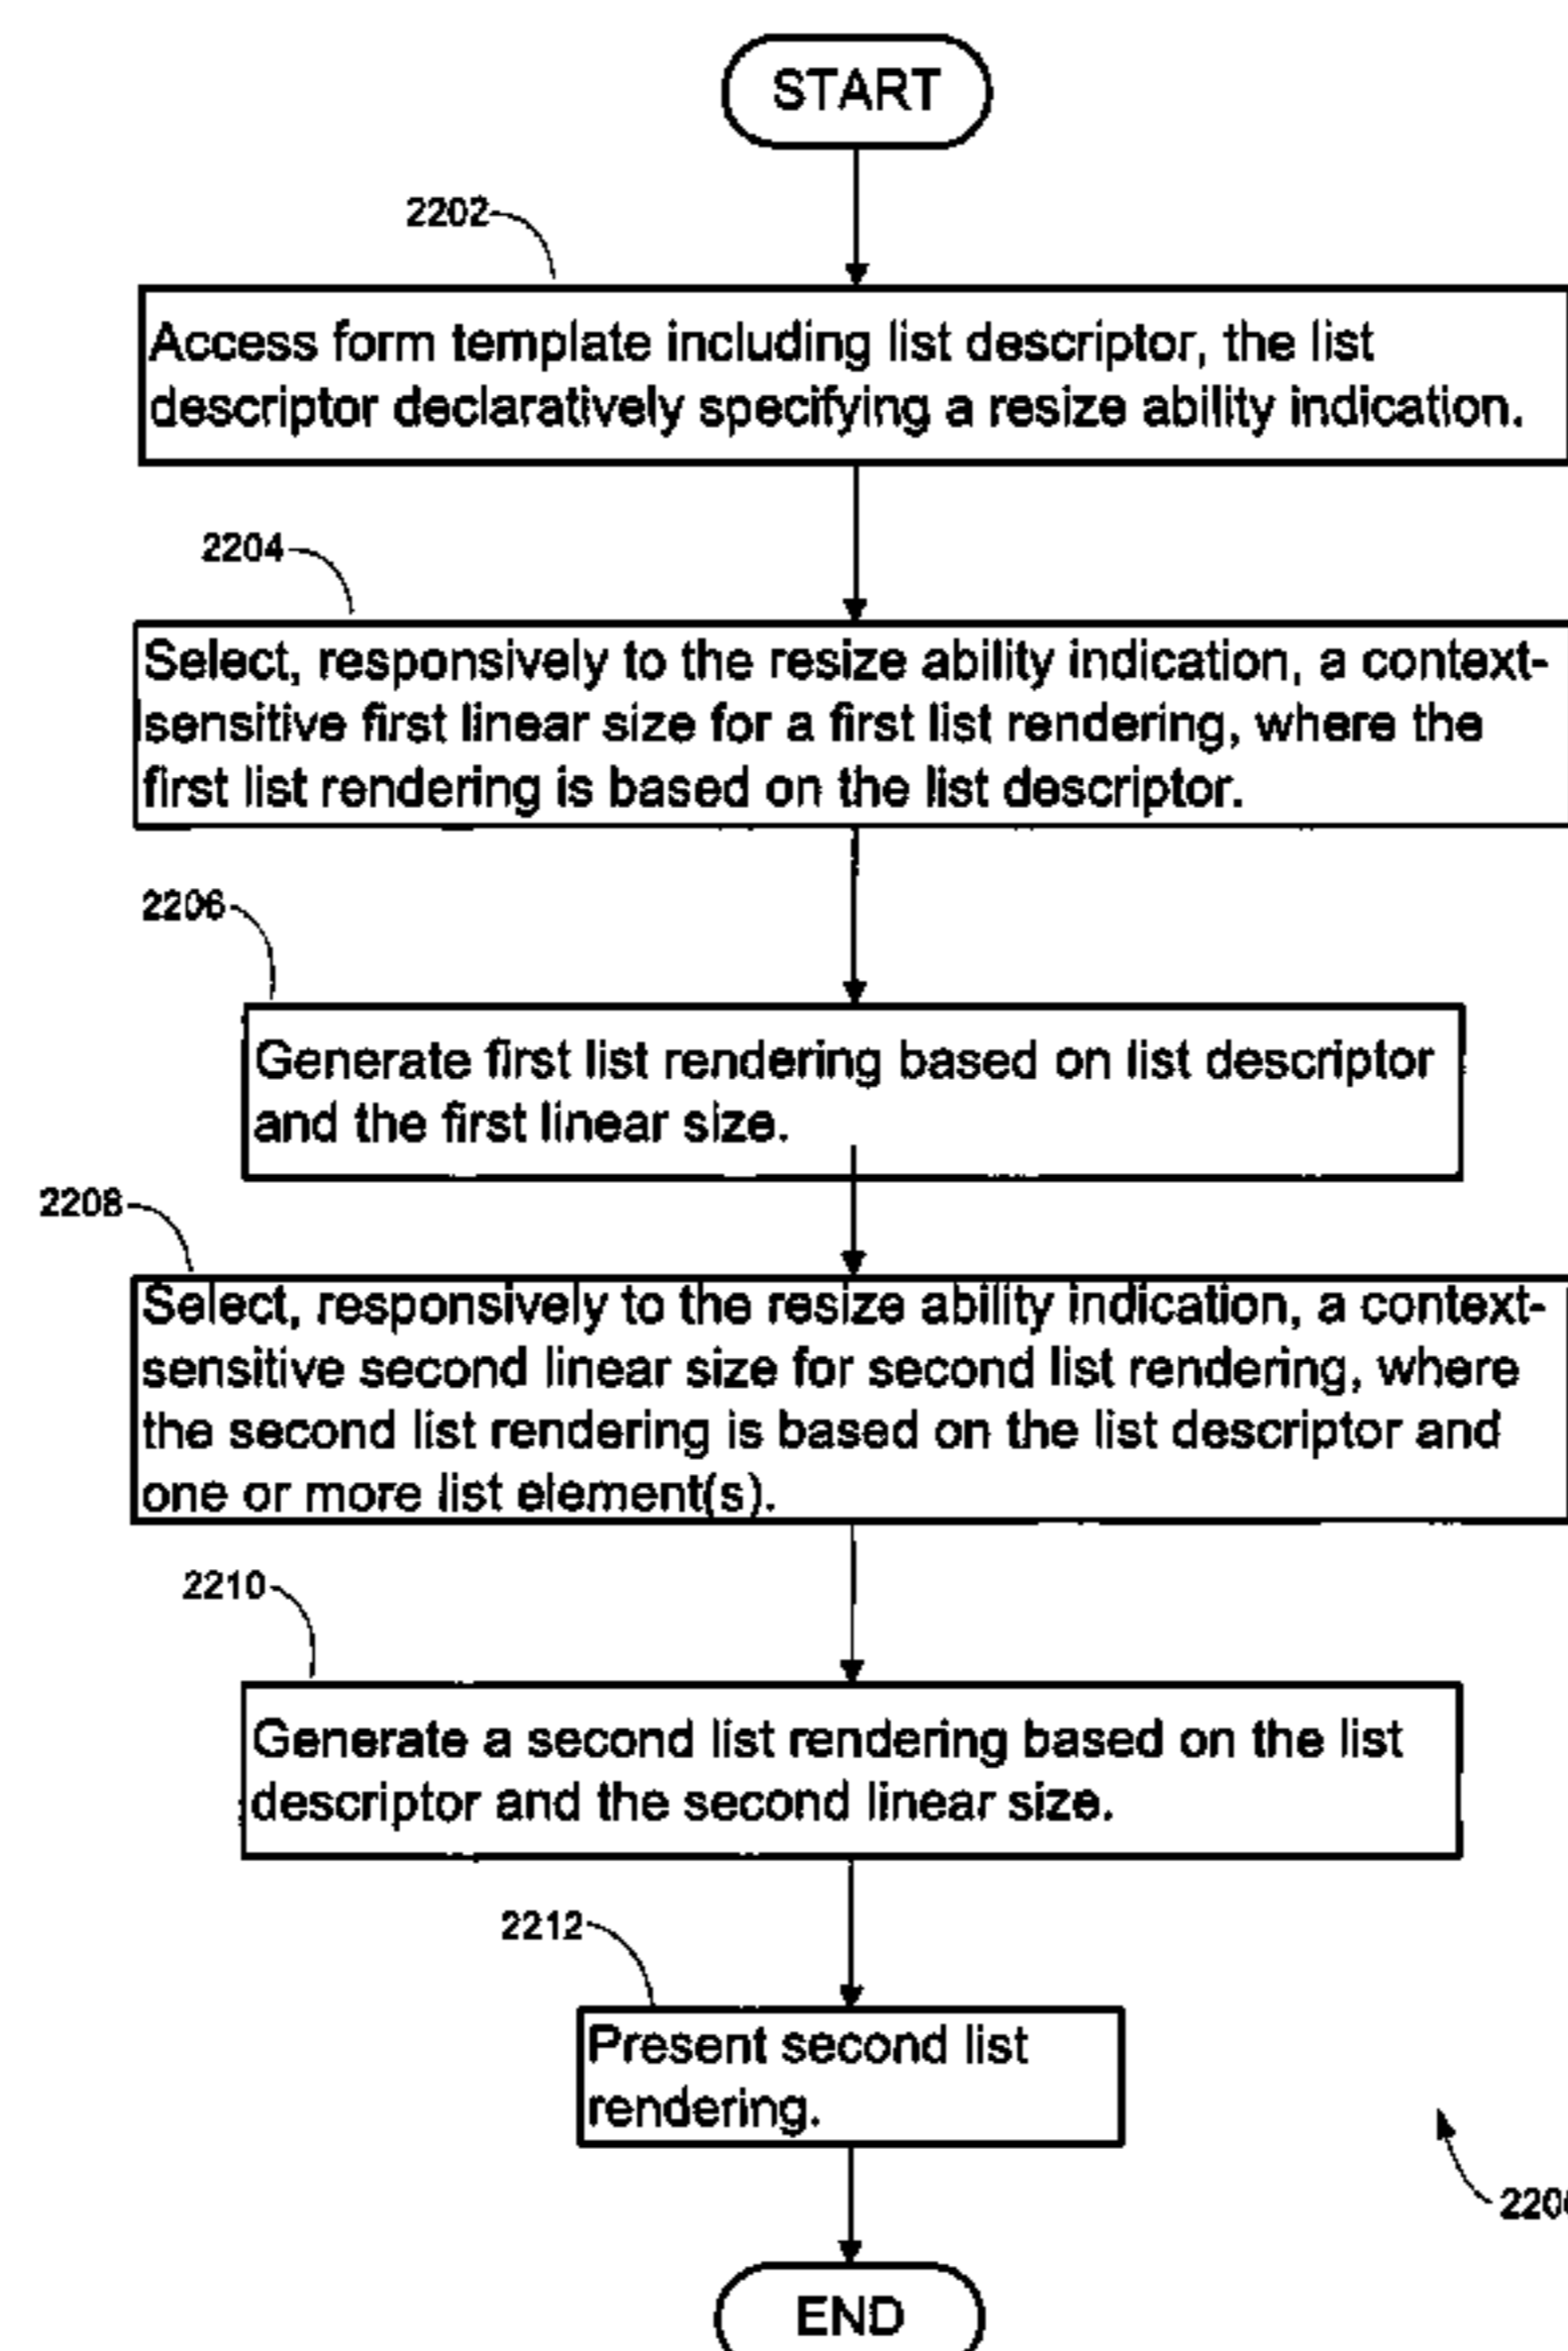 START
2202
Access form template including list descriptor, the list
descriptor declaratively specifying a resize ability indication.
2204
Select, responsively to the resize ability indication, a context-
sensitive first linear size for a first list rendering, where the
first list rendering is based on the list descriptor.
2206
Generate first list rendering based on list descriptor
and the first linear size.
2208
Select, responsively to the resize ability indication, a context-
sensitive second linear size for second list rendering, where
the second list rendering is based on the list descriptor and
one or more list element(s).
2210
Generate a second list rendering based on the list
descriptor and the second linear size.
2212
Present second list
rendering.
END